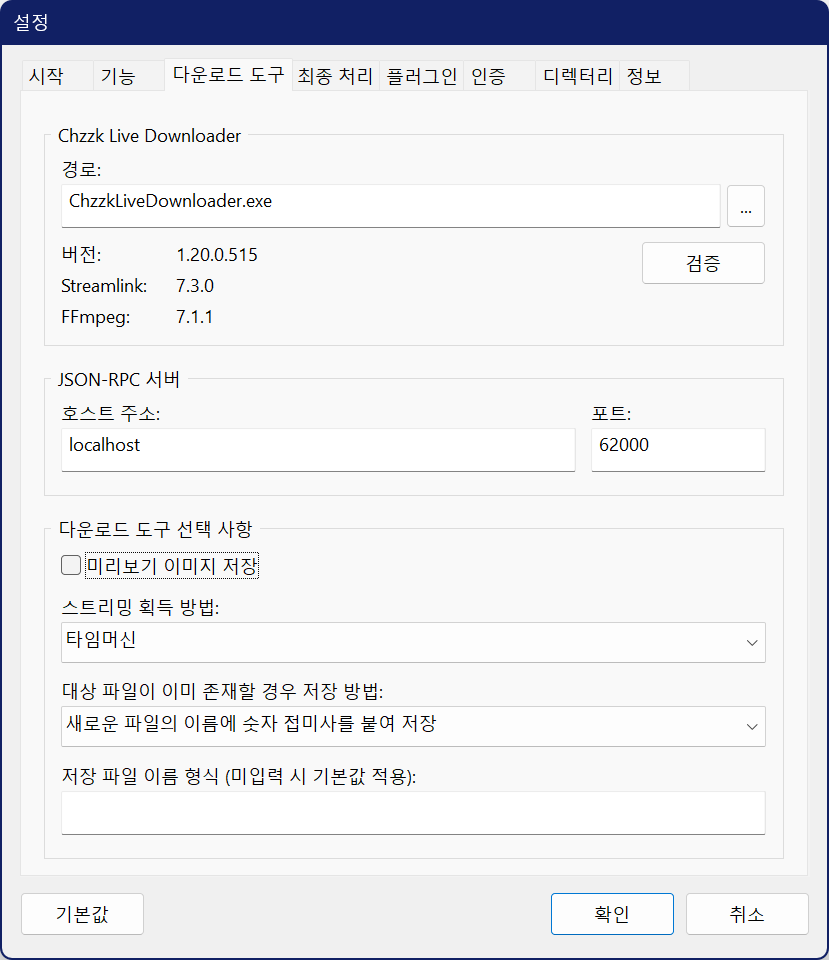 설정
시작 기능 다운로드 도구 최종 처리 플러그인 인증 디렉터리 정보
Chzzk Live Downloader
경로:
ChzzkLiveDownloader.exe ...
버전: 1.20.0.515
검증
Streamlink: 7.3.0
FFmpeg: 7.1.1
JSON-RPC 서버
호스트 주소: 포트:
localhost 62000
다운로드 도구 선택 사항
미리보기 이미지 저장
스트리밍 획득 방법:
타임머신
대상 파일이 이미 존재할 경우 저장 방법:
새로운 파일의 이름에 숫자 접미사를 붙여 저장
저장 파일 이름 형식 (미입력 시 기본값 적용):
기본값 확인 취소